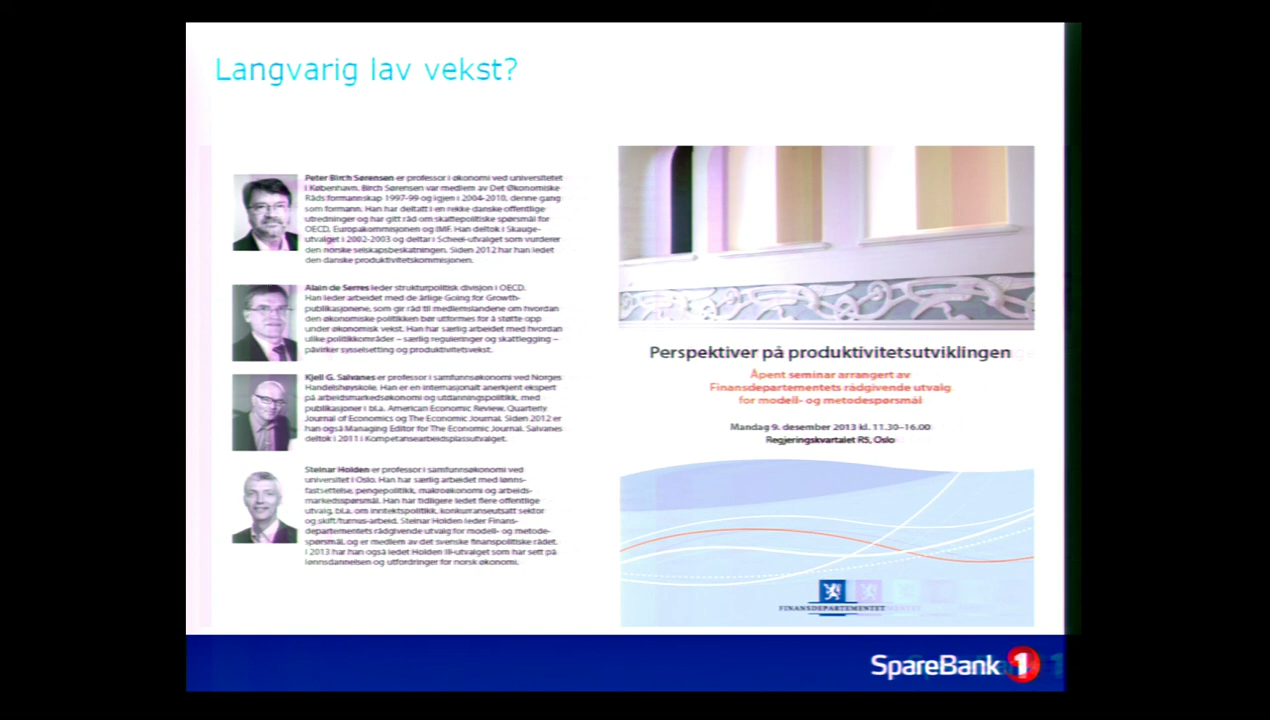 Langvarig lav vekst?
Peter Birch Sørensen er professor i økonomi ved universitetet
i København. Birch Sørensen var medlem av Det Økonomiske
Råds formannskap 1997-99 og igjen i 2004-2010, denne gang
som formann. Han har deltatt i en rekke danske offentlige
utredninger og har gitt råd om skattepolitiske spørsmål for
OECD, Europakommisjonen og IMF. Han deltok i Skauge-
utvalget i 2002-2003 og deltar i Scheel-utvalget som vurderer
den norske selskapsbeskatningen. Siden 2012 har han ledet
den danske produktivitetskommisjonen.
Alain de Serres leder strukturpolitisk divisjon i OECD.
Han leder arbeidet med de årlige Going for Growth-
publikasjonene, som gir råd til medlemslandene om hvordan
den økonomiske politikken bør utformes for å støtte opp
under økonomisk vekst. Han har særlig arbeidet med hvordan
ulike politikkområder – særlig reguleringer og skattlegging –
påvirker sysselsetting og produktivitetsvekst.
Kjell G. Salvanes er professor i samfunnsøkonomi ved Norges
Handelshøyskole. Han er en internasjonalt anerkjent ekspert
på arbeidsmarkedsøkonomi og utdanningspolitikk, med
publikasjoner i bl.a. American Economic Review, Quarterly
Journal of Economics og The Economic Journal. Siden 2012 er
han også Managing Editor for The Economic Journal. Salvanes
deltok i 2011 i Kompetansearbeidsplassutvalget.
Steinar Holden er professor i samfunnsøkonomi ved
universitet i Oslo. Han har særlig arbeidet med lønns-
fastsettelse, pengepolitikk, makroøkonomi og arbeids-
markedsspørsmål. Han har tidligere ledet flere offentlige
utvalg, bl.a. om inntektspolitikk, konkurranseutsatt sektor
og skift/turnus-arbeid. Steinar Holden leder Finans-
departementets rådgivende utvalg for modell- og metode-
spørsmål, og er medlem av det svenske finanspolitiske rådet.
I 2013 har han også ledet Holden III-utvalget som har sett på
lønnsdannelsen og utfordringer for norsk økonomi.
Perspektiver på produktivitetsutviklingen
Åpent seminar arrangert av
Finansdepartementets rådgivende utvalg
for modell- og metodespørsmål
Mandag 9. desember 2013 kl. 11.30–16.00
Regjeringskvartalet R5, Oslo
FINANSDEPARTEMENTET
SpareBank 1